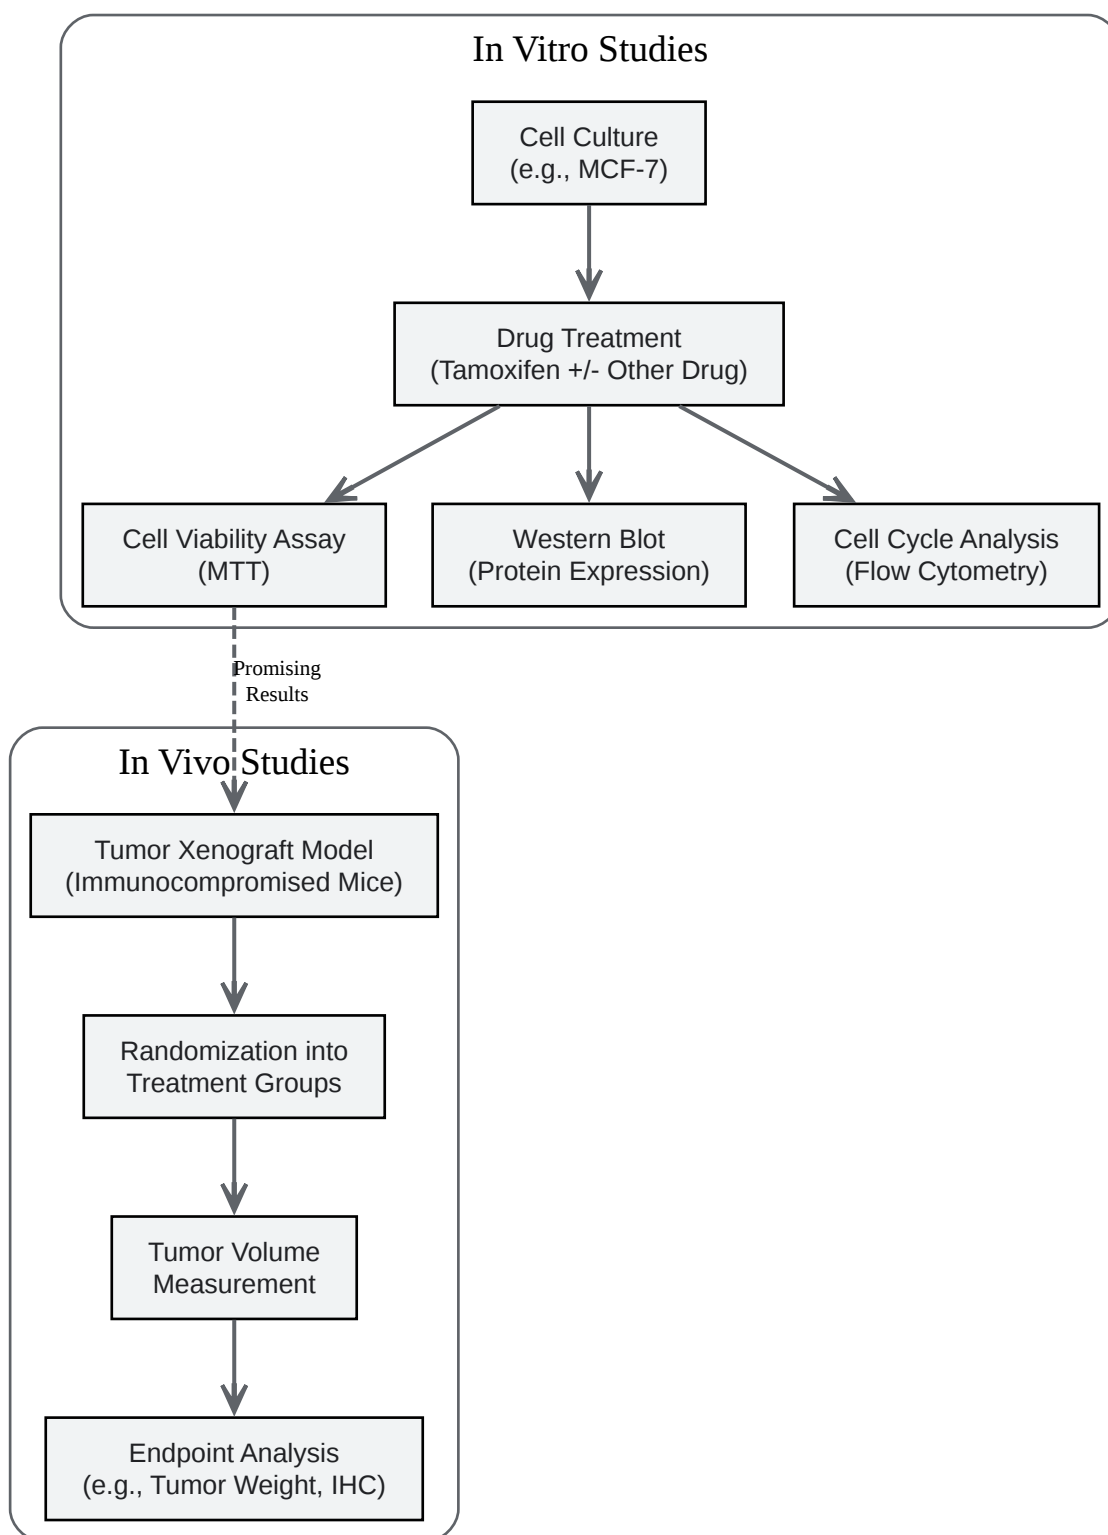 In Vitro Studies
Cell Culture
(e.g., MCF-7)
Drug Treatment
(Tamoxifen +/- Other Drug)
Cell Viability Assay
(MTT)
Western Blot
(Protein Expression)
Cell Cycle Analysis
(Flow Cytometry)
Promising
Results
In Vivo Studies
Tumor Xenograft Model
(Immunocompromised Mice)
Randomization into
Treatment Groups
Tumor Volume
Measurement
Endpoint Analysis
(e.g., Tumor Weight, IHC)